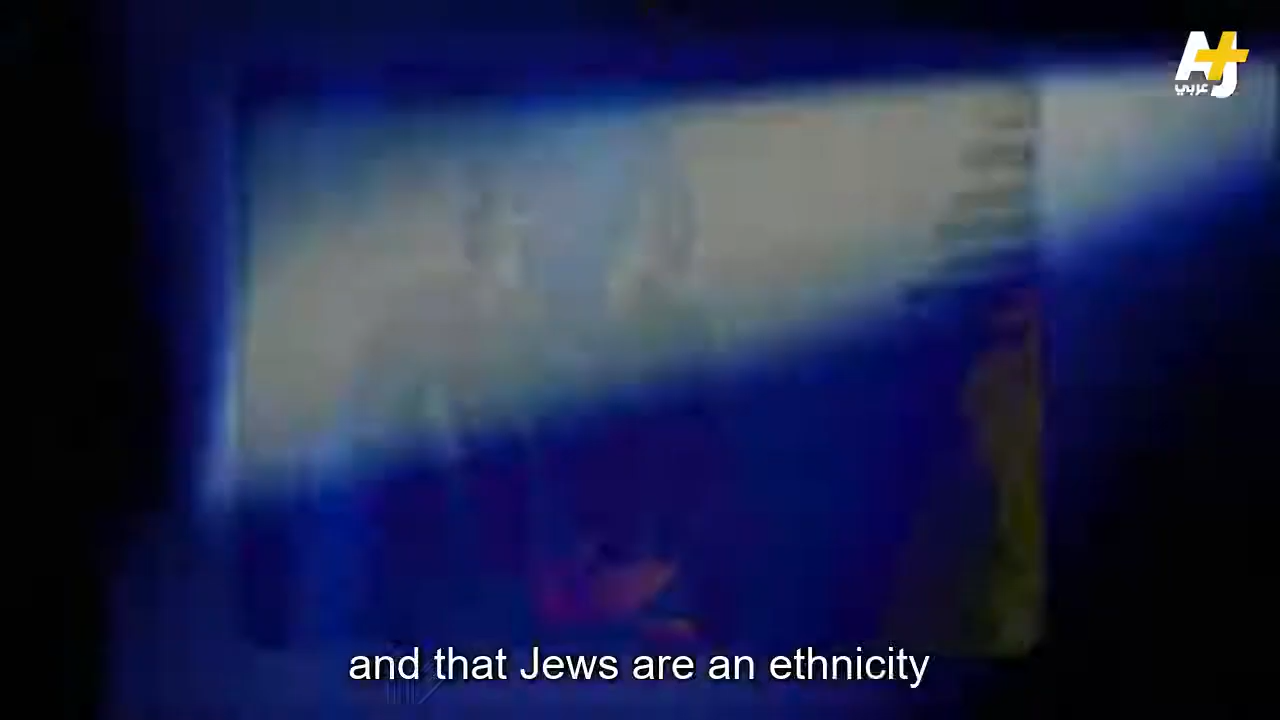 AJ+
عربي
and that Jews are an ethnicity